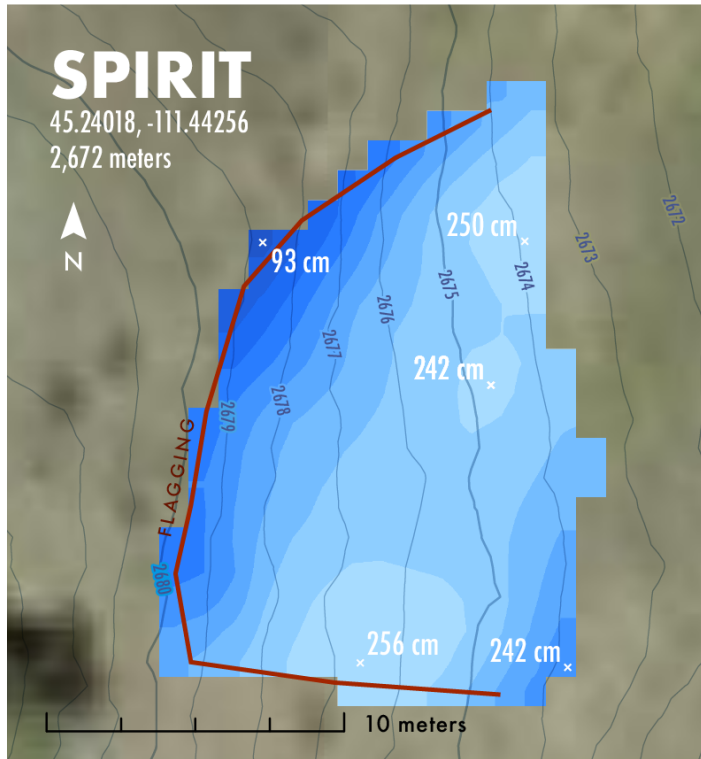 SPIRIT
45.24018, -111.44256
2,672 meters
N
250 cm
93 cm
2672
2673
2674
2675
2676
2677
242 cm
2678
2679
FLAGGING
2680
256 cm
242 cm
10 meters